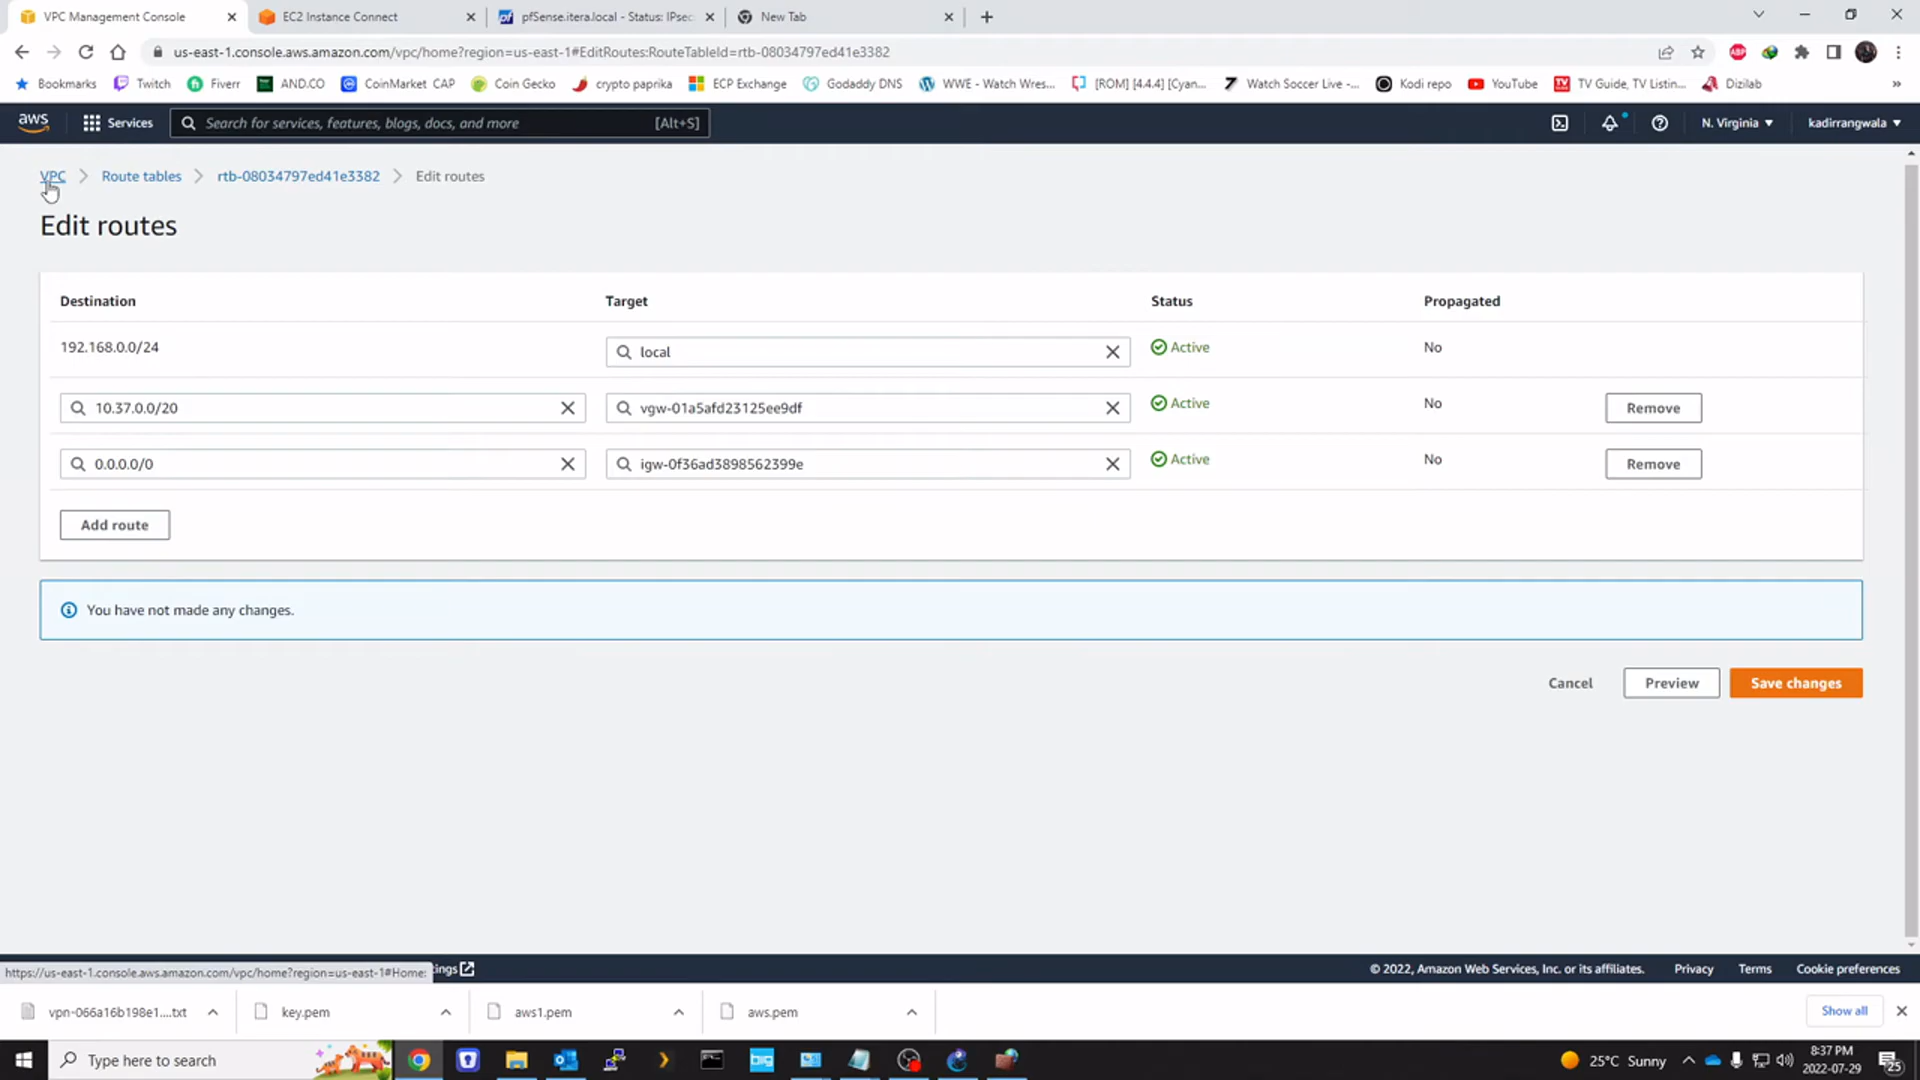 VPC Management Console
EC2 Instance Connect
pfSense.itera.local - Status: IPsec
New Tab
us-east-1.console.aws.amazon.com/vpc/home?region=us-east-1#EditRoutes:RouteTableId=rtb-08034797ed41e3382
ABP
Bookmarks
Twitch
Fiverr
AND.CO
CoinMarket CAP
Coin Gecko
crypto paprika
ECP Exchange
Godaddy DNS
WWE - Watch Wres...
[ROM] [4.4.4] [Cyan...
Watch Soccer Live -...
Kodi repo
YouTube
TV Guide, TV Listin...
Dizilab
»
aws
Services
Search for services, features, blogs, docs, and more
[Alt+S]
N. Virginia
kadirrangwala
VPC
Route tables
rtb-08034797ed41e3382
Edit routes
Edit routes
Destination
Target
Status
Propagated
192.168.0.0/24
local
Active
No
10.37.0.0/20
vgw-01a5afd23125ee9df
Active
No
Remove
0.0.0.0/0
igw-0f36ad3898562399e
Active
No
Remove
Add route
You have not made any changes.
Cancel
Preview
Save changes
https://us-east-1.console.aws.amazon.com/vpc/home?region=us-east-1#Home:
ings
© 2022, Amazon Web Services, Inc. or its affiliates.
Privacy
Terms
Cookie preferences
vpn-066a16b198e1....txt
key.pem
aws1.pem
aws.pem
Show all
Type here to search
25°C Sunny
8:37 PM
2022-07-29
25